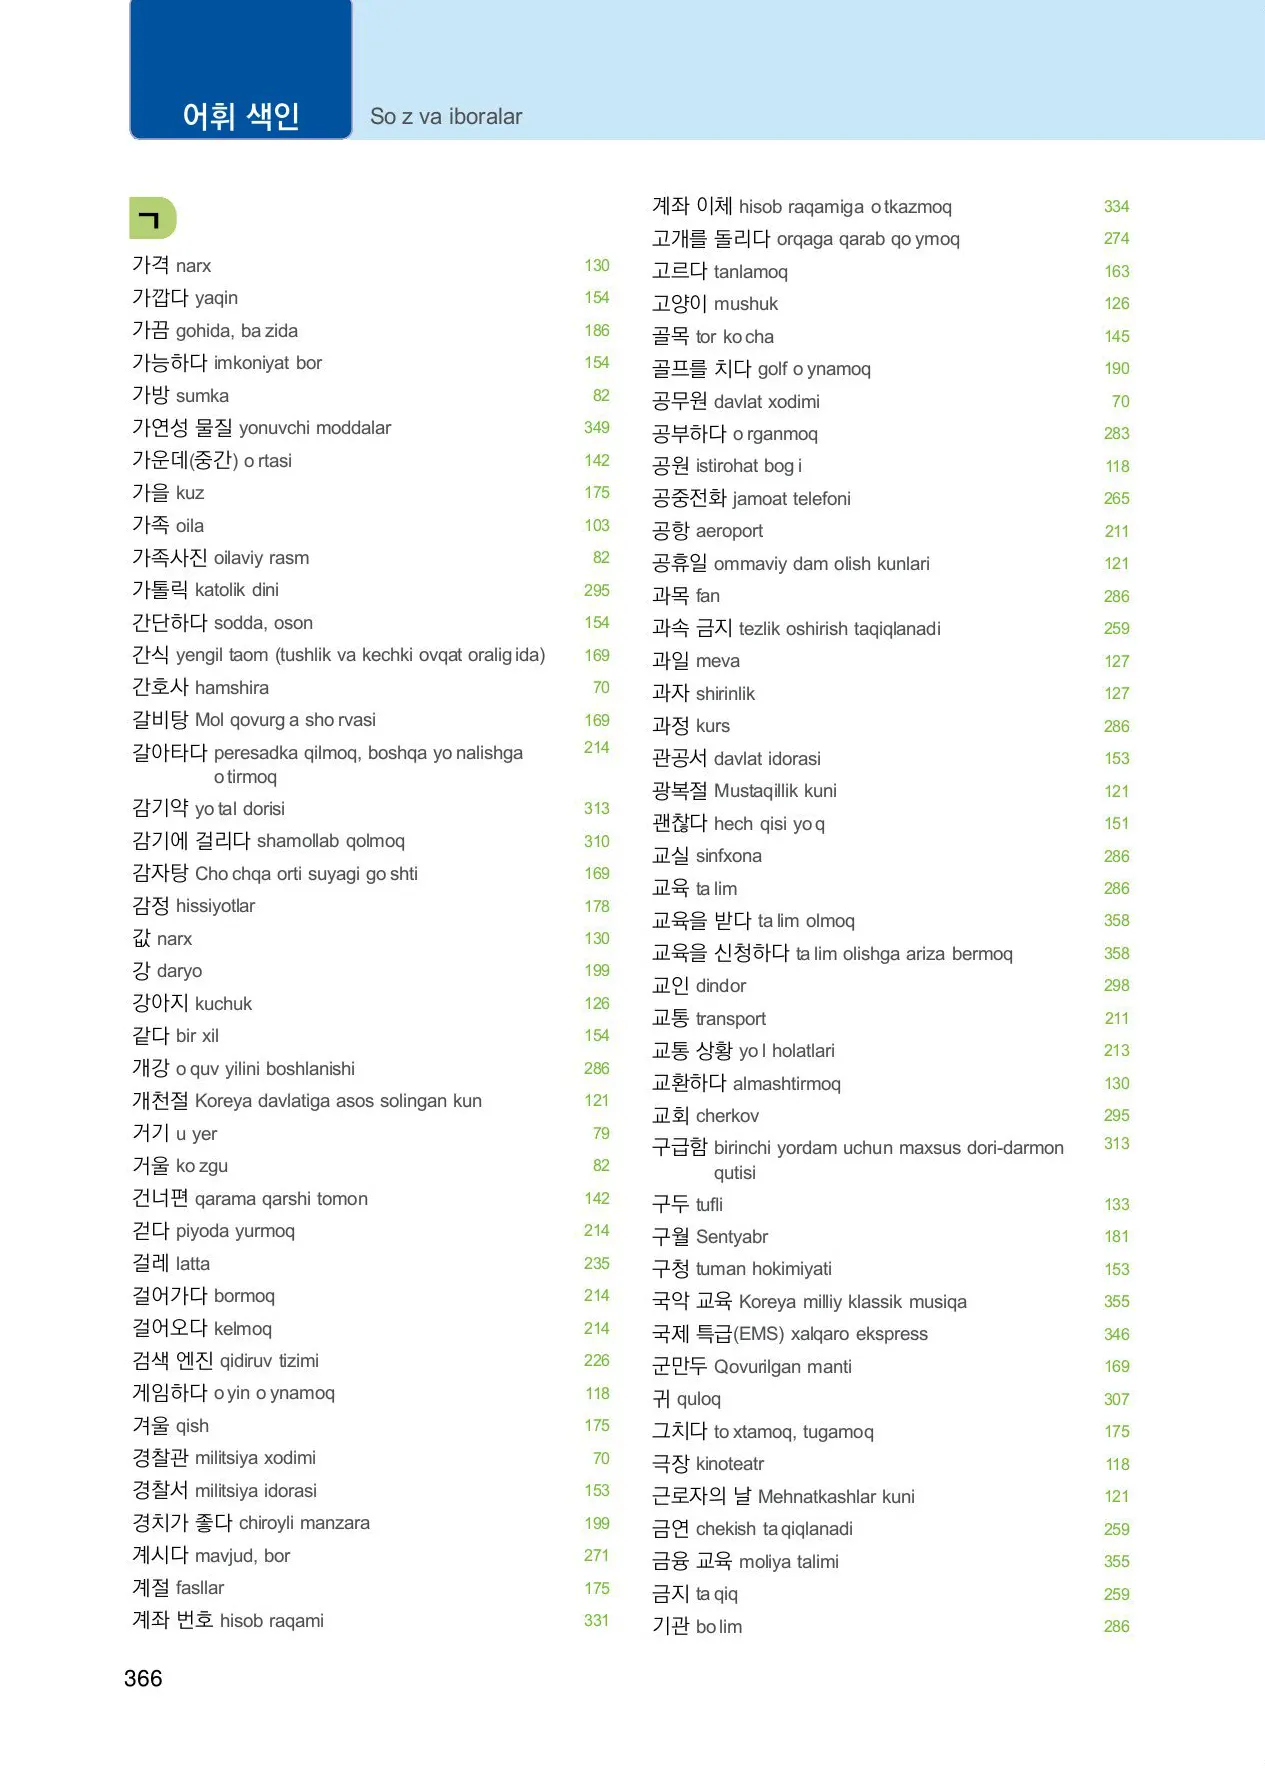 어휘 색인
So z va iboralar
ㄱ
가격 narx 130
가깝다 yaqin 154
가끔 gohida, ba zida 186
가능하다 imkoniyat bor 154
가방 sumka 82
가연성 물질 yonuvchi moddalar 349
가운데(중간) o rtasi 142
가을 kuz 175
가족 oila 103
가족사진 oilaviy rasm 82
가톨릭 katolik dini 295
간단하다 sodda, oson 154
간식 yengil taom (tushlik va kechki ovqat oralig ida) 169
간호사 hamshira 70
갈비탕 Mol qovurg a sho rvasi 169
갈아타다 peresadka qilmoq, boshqa yo nalishga 214
o tirmoq
감기약 yo tal dorisi 313
감기에 걸리다 shamollab qolmoq 310
감자탕 Cho chqa orti suyagi go shti 169
감정 hissiyotlar 178
값 narx 130
강 daryo 199
강아지 kuchuk 126
같다 bir xil 154
개강 o quv yilini boshlanishi 286
개천절 Koreya davlatiga asos solingan kun 121
거기 u yer 79
거울 ko zgu 82
건너편 qarama qarshi tomon 142
걷다 piyoda yurmoq 214
걸레 latta 235
걸어가다 bormoq 214
걸어오다 kelmoq 214
검색 엔진 qidiruv tizimi 226
게임하다 o yin o ynamoq 118
겨울 qish 175
경찰관 militsiya xodimi 70
경찰서 militsiya idorasi 153
경치가 좋다 chiroyli manzara 199
계시다 mavjud, bor 271
계절 fasllar 175
계좌 번호 hisob raqami 331
계좌 이체 hisob raqamiga o tkazmoq 334
고개를 돌리다 orqaga qarab qo ymoq 274
고르다 tanlamoq 163
고양이 mushuk 126
골목 tor ko cha 145
골프를 치다 golf o ynamoq 190
공무원 davlat xodimi 70
공부하다 o rganmoq 283
공원 istirohat bog i 118
공중전화 jamoat telefoni 265
공항 aeroport 211
공휴일 ommaviy dam olish kunlari 121
과목 fan 286
과속 금지 tezlik oshirish taqiqlanadi 259
과일 meva 127
과자 shirinlik 127
과정 kurs 286
관공서 davlat idorasi 153
광복절 Mustaqillik kuni 121
괜찮다 hech qisi yo q 151
교실 sinfxona 286
교육 ta lim 286
교육을 받다 ta lim olmoq 358
교육을 신청하다 ta lim olishga ariza bermoq 358
교인 dindor 298
교통 transport 211
교통 상황 yo l holatlari 213
교환하다 almashtirmoq 130
교회 cherkov 295
구급함 birinchi yordam uchun maxsus dori-darmon 313
qutisi
구두 tufli 133
구월 Sentyabr 181
구청 tuman hokimiyati 153
국악 교육 Koreya milliy klassik musiqa 355
국제 특급(EMS) xalqaro ekspress 346
군만두 Qovurilgan manti 169
귀 quloq 307
그치다 to xtamoq, tugamoq 175
극장 kinoteatr 118
근로자의 날 Mehnatkashlar kuni 121
금연 chekish ta qiqlanadi 259
금융 교육 moliya talimi 355
금지 ta qiq 259
기관 bo lim 286
366